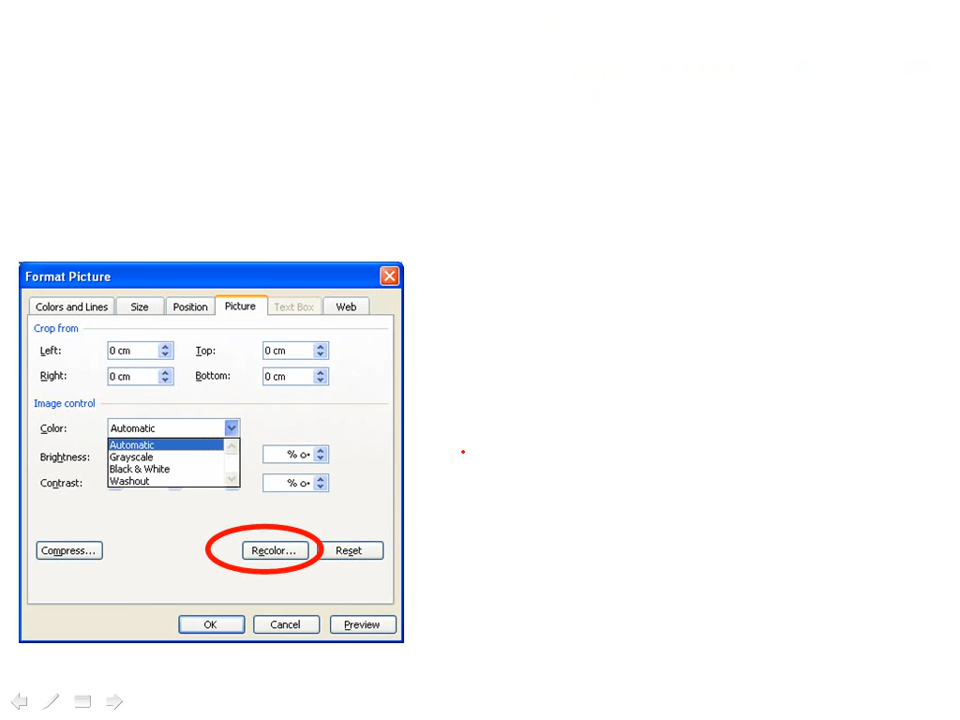 Format Picture
Colors and Lines Size Position Picture Text Box Web
Crop from
Left: 0 cm Top: 0 cm
Right: 0 cm Bottom: 0 cm
Image control
Color: Automatic
Automatic
Grayscale
Black & White
Washout
Brightness: % 0
Contrast: % 0
Compress... Recolor... Reset
OK Cancel Preview